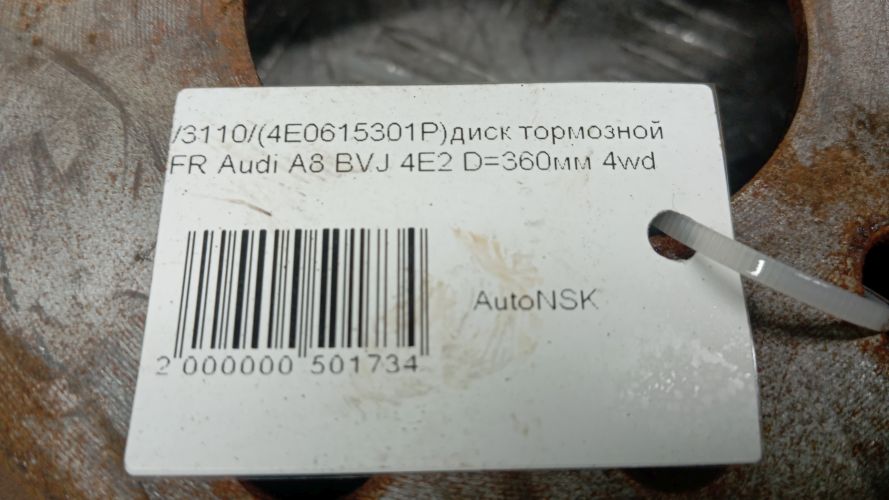 /3110/(4E0615301P)диск тормозной
FR Audi A8 BVJ 4E2 D=360мм 4wd
AutoNSK
2 000000 501734